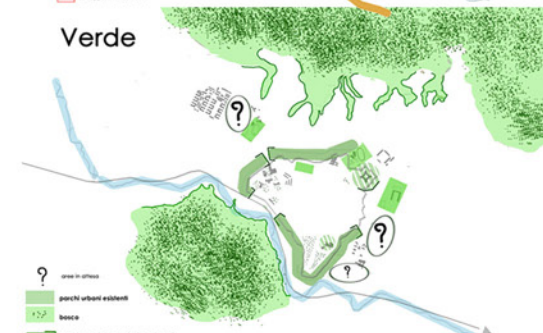 Verde
?
?
?
? aree in attesa
parchi urbani esistenti
bosco